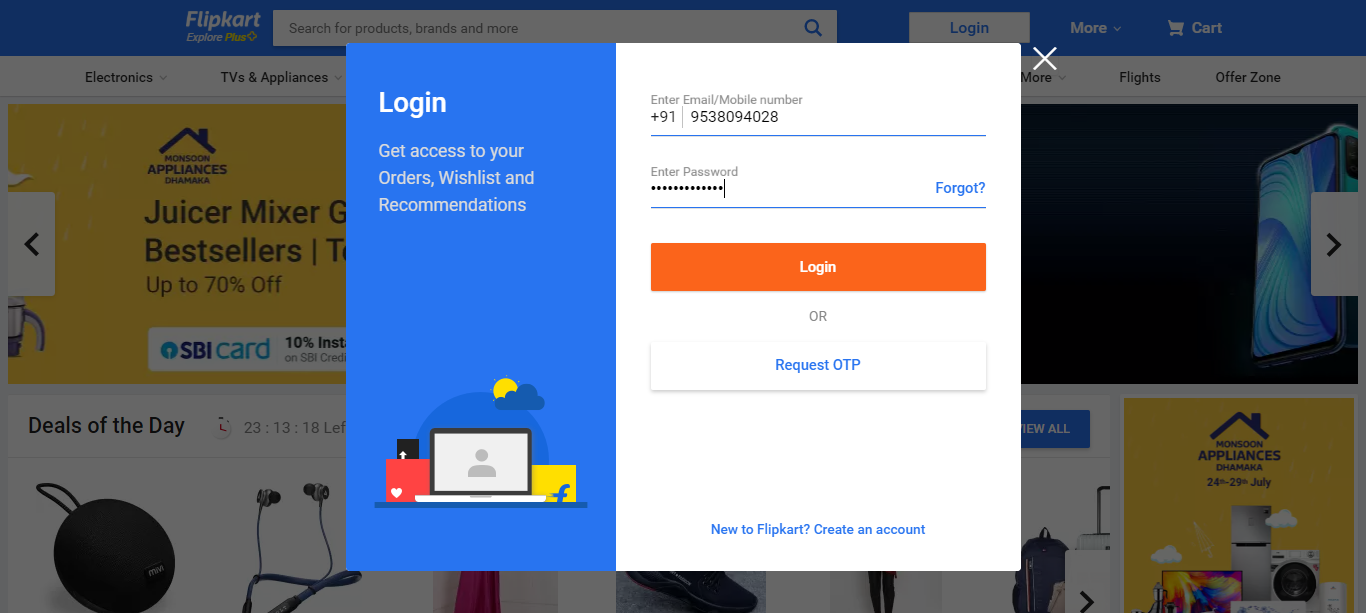 Flipkart
Explore Plus
Search for products, brands and more
Login
More
Cart
Electronics
TVs & Appliances
More
Flights
Offer Zone
Login
Get access to your
Orders, Wishlist and
Recommendations
Enter Email/Mobile number
+91 9538094028
Enter Password
•••••••••••••
Forgot?
Login
OR
Request OTP
New to Flipkart? Create an account
MONSOON
APPLIANCES
DHAMAKA
Juicer Mixer G
Bestsellers | T
Up to 70% Off
SBI card
10% Inst
on SBI Credi
Deals of the Day
23 : 13 : 18 Lef
VIEW ALL
MONSOON
APPLIANCES
DHAMAKA
24th-29th July
mivi